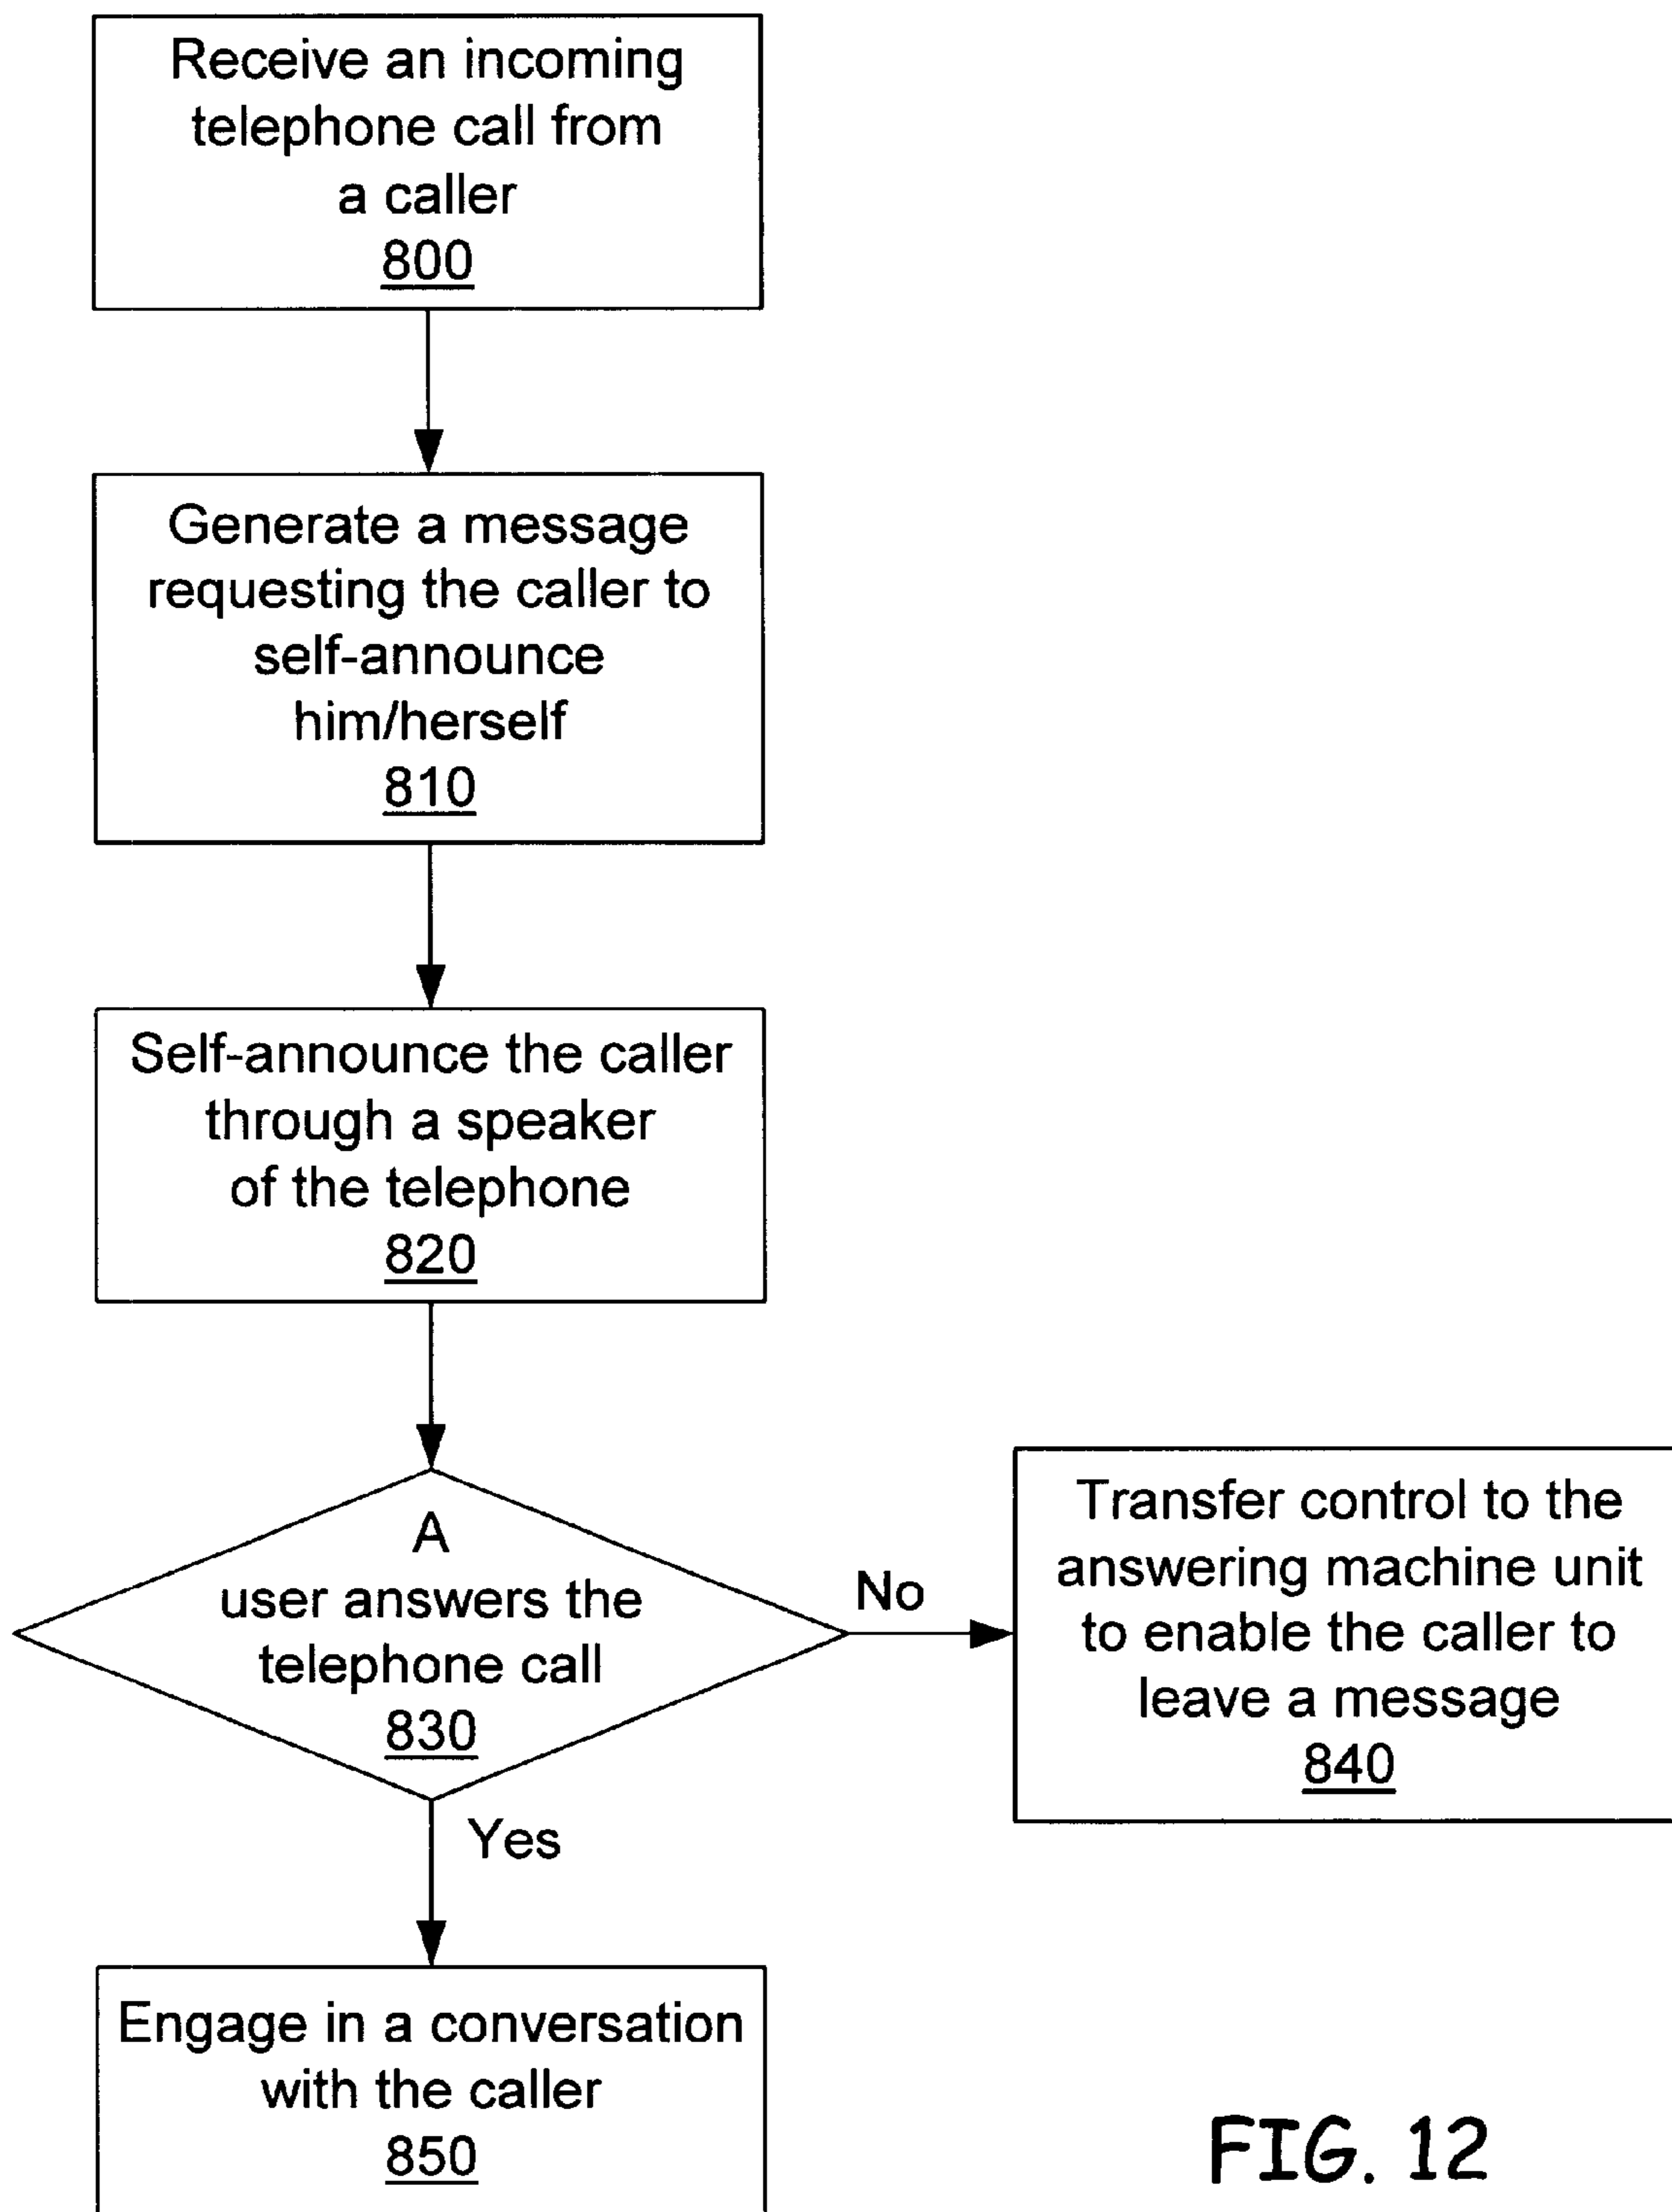 Receive an incoming
telephone call from
a caller
800
Generate a message
requesting the caller to
self-announce
him/herself
810
Self-announce the caller
through a speaker
of the telephone
820
A
user answers the
telephone call
830
No
Transfer control to the
answering machine unit
to enable the caller to
leave a message
840
Yes
Engage in a conversation
with the caller
850
FIG. 12